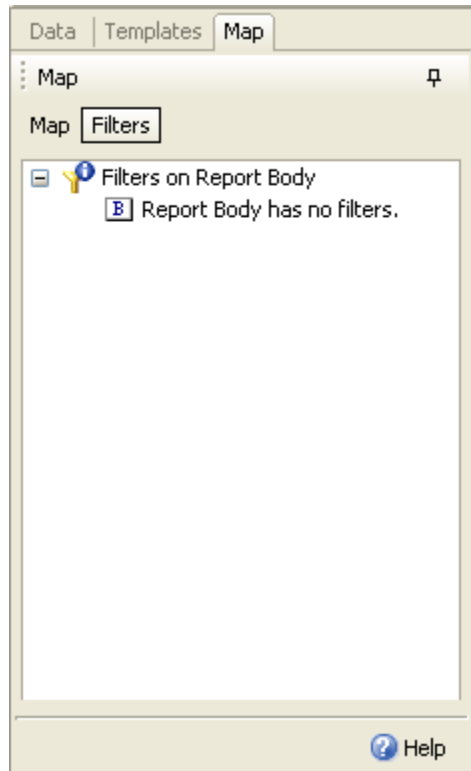 Data Templates Map
Map
Map Filters
Filters on Report Body
B Report Body has no filters.
Help